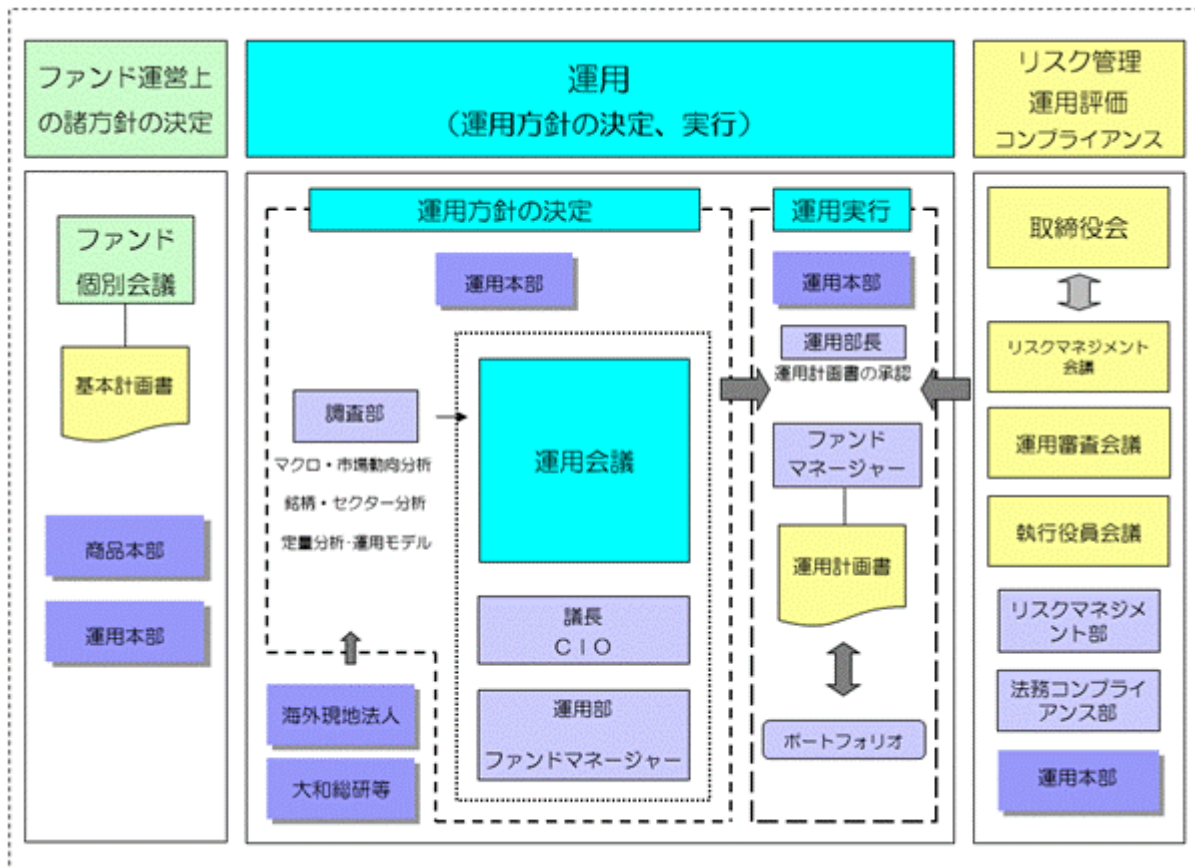 ファンド運営上
の諸方針の決定
運用
（運用方針の決定、実行）
リスク管理
運用評価
コンプライアンス
ファンド
個別会議
基本計画書
商品本部
運用本部
運用方針の決定
運用本部
調査部
マクロ・市場動向分析
銘柄・セクター分析
定量分析・運用モデル
運用会議
議長
ＣＩＯ
運用部
ファンドマネージャー
海外現地法人
大和総研等
運用実行
運用本部
運用部長
運用計画書の承認
ファンド
マネージャー
運用計画書
ポートフォリオ
取締役会
リスクマネジメント
会議
運用審査会議
執行役員会議
リスクマネジメ
ント部
法務コンプライ
アンス部
運用本部